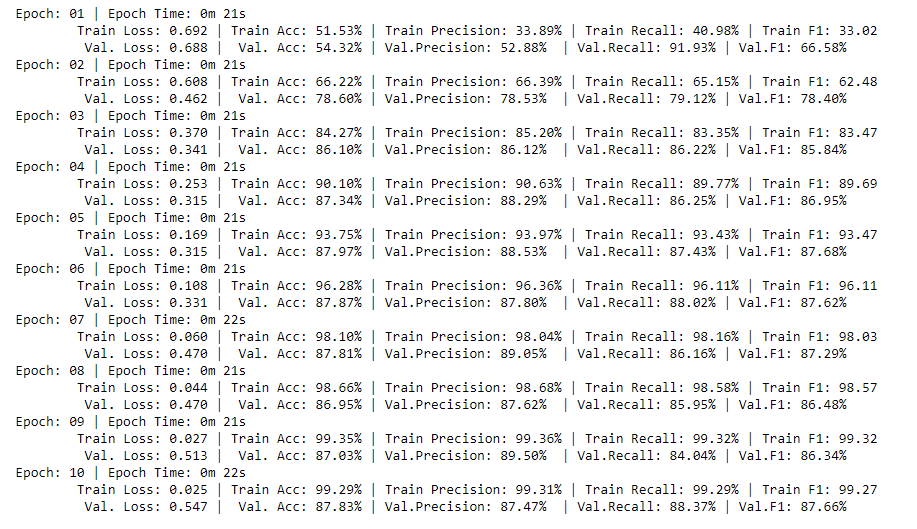 Epoch: 01 | Epoch Time: 0m 21s
Train Loss: 0.692 | Train Acc: 51.53% | Train Precision: 33.89% | Train Recall: 40.98% | Train F1: 33.02
Val. Loss: 0.688 | Val. Acc: 54.32% | Val.Precision: 52.88% | Val.Recall: 91.93% | Val.F1: 66.58%
Epoch: 02 | Epoch Time: 0m 21s
Train Loss: 0.608 | Train Acc: 66.22% | Train Precision: 66.39% | Train Recall: 65.15% | Train F1: 62.48
Val. Loss: 0.462 | Val. Acc: 78.60% | Val.Precision: 78.53% | Val.Recall: 79.12% | Val.F1: 78.40%
Epoch: 03 | Epoch Time: 0m 21s
Train Loss: 0.370 | Train Acc: 84.27% | Train Precision: 85.20% | Train Recall: 83.35% | Train F1: 83.47
Val. Loss: 0.341 | Val. Acc: 86.10% | Val.Precision: 86.12% | Val.Recall: 86.22% | Val.F1: 85.84%
Epoch: 04 | Epoch Time: 0m 21s
Train Loss: 0.253 | Train Acc: 90.10% | Train Precision: 90.63% | Train Recall: 89.77% | Train F1: 89.69
Val. Loss: 0.315 | Val. Acc: 87.34% | Val.Precision: 88.29% | Val.Recall: 86.25% | Val.F1: 86.95%
Epoch: 05 | Epoch Time: 0m 21s
Train Loss: 0.169 | Train Acc: 93.75% | Train Precision: 93.97% | Train Recall: 93.43% | Train F1: 93.47
Val. Loss: 0.315 | Val. Acc: 87.97% | Val.Precision: 88.53% | Val.Recall: 87.43% | Val.F1: 87.68%
Epoch: 06 | Epoch Time: 0m 21s
Train Loss: 0.108 | Train Acc: 96.28% | Train Precision: 96.36% | Train Recall: 96.11% | Train F1: 96.11
Val. Loss: 0.331 | Val. Acc: 87.87% | Val.Precision: 87.80% | Val.Recall: 88.02% | Val.F1: 87.62%
Epoch: 07 | Epoch Time: 0m 22s
Train Loss: 0.060 | Train Acc: 98.10% | Train Precision: 98.04% | Train Recall: 98.16% | Train F1: 98.03
Val. Loss: 0.470 | Val. Acc: 87.81% | Val.Precision: 89.05% | Val.Recall: 86.16% | Val.F1: 87.29%
Epoch: 08 | Epoch Time: 0m 21s
Train Loss: 0.044 | Train Acc: 98.66% | Train Precision: 98.68% | Train Recall: 98.58% | Train F1: 98.57
Val. Loss: 0.470 | Val. Acc: 86.95% | Val.Precision: 87.62% | Val.Recall: 85.95% | Val.F1: 86.48%
Epoch: 09 | Epoch Time: 0m 21s
Train Loss: 0.027 | Train Acc: 99.35% | Train Precision: 99.36% | Train Recall: 99.32% | Train F1: 99.32
Val. Loss: 0.513 | Val. Acc: 87.03% | Val.Precision: 89.50% | Val.Recall: 84.04% | Val.F1: 86.34%
Epoch: 10 | Epoch Time: 0m 22s
Train Loss: 0.025 | Train Acc: 99.29% | Train Precision: 99.31% | Train Recall: 99.29% | Train F1: 99.27
Val. Loss: 0.547 | Val. Acc: 87.83% | Val.Precision: 87.47% | Val.Recall: 88.37% | Val.F1: 87.66%